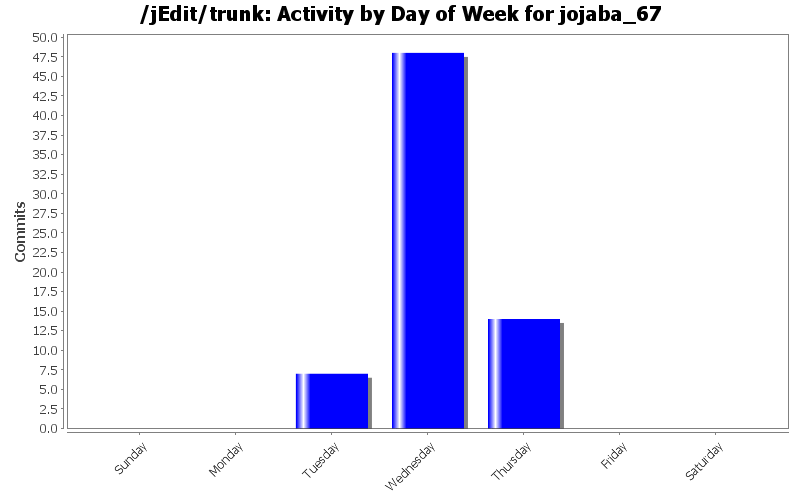 /jEdit/trunk: Activity by Day of Week for jojaba_67
50.0
47.5
45.0
42.5
40.0
37.5
35.0
32.5
30.0
27.5
25.0
22.5
20.0
17.5
15.0
12.5
10.0
7.5
5.0
2.5
0.0
Commits
Sunday
Monday
Tuesday
Wednesday
Thursday
Friday
Saturday